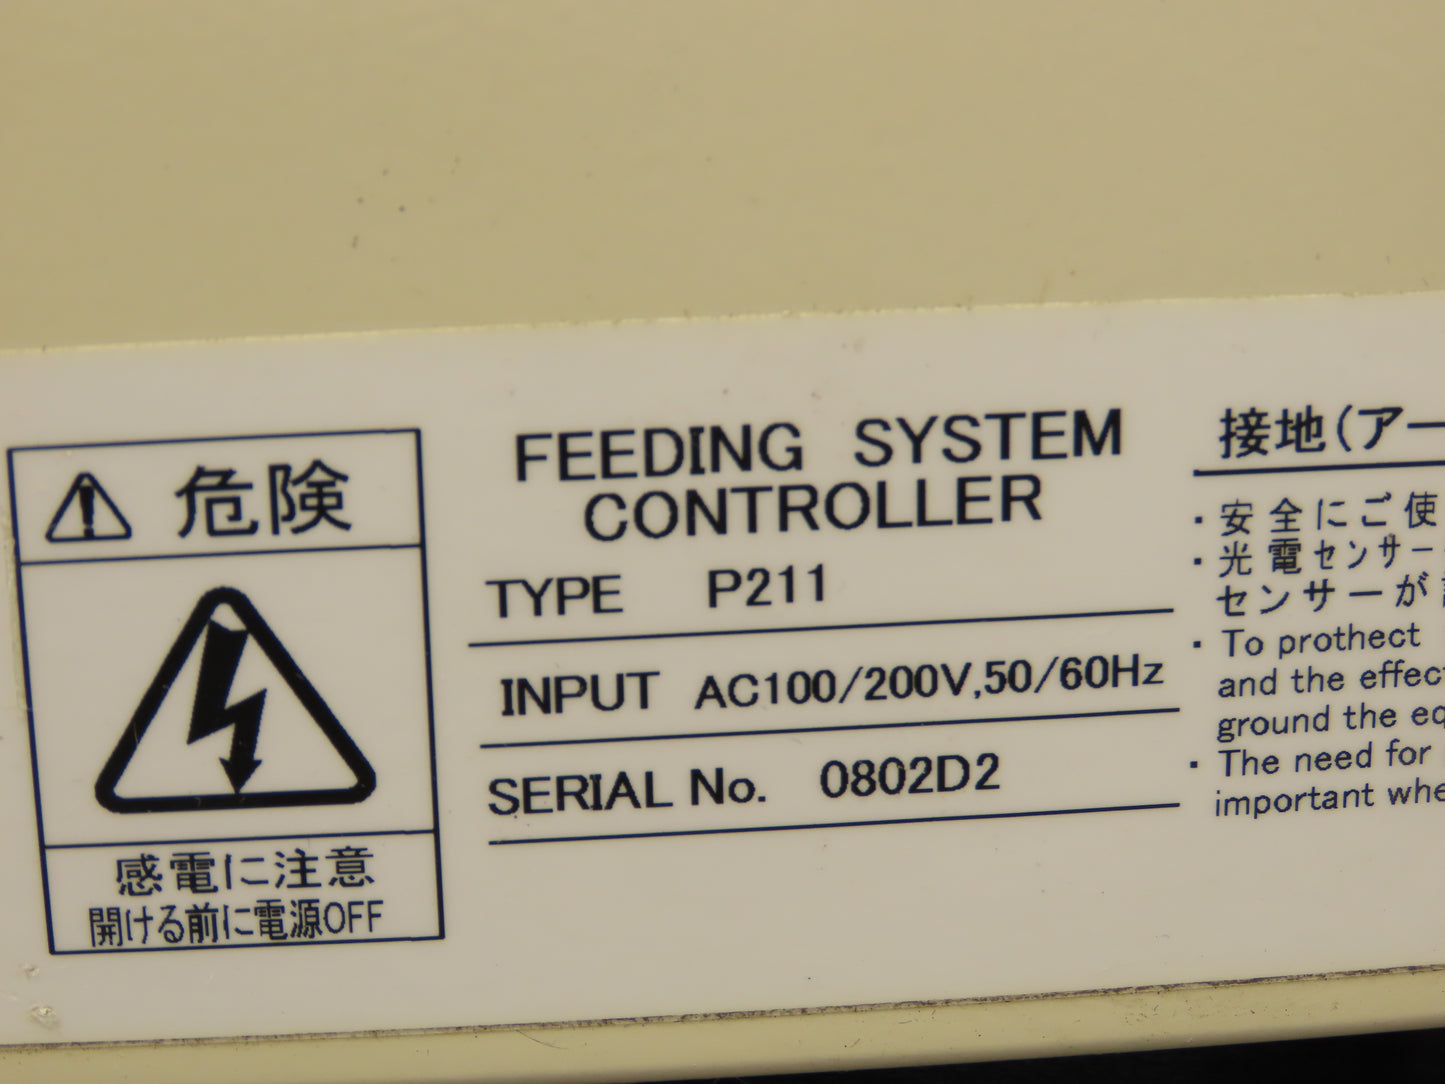 危険
感電に注意
開ける前に電源OFF
FEEDING SYSTEM
CONTROLLER
TYPE P211
INPUT AC100/200V,50/60Hz
SERIAL No. 0802D2
接地(アー
・安全にご使
・光電センサー
センサーが
・To prothect
and the effect
ground the eq
・The need for
important whe